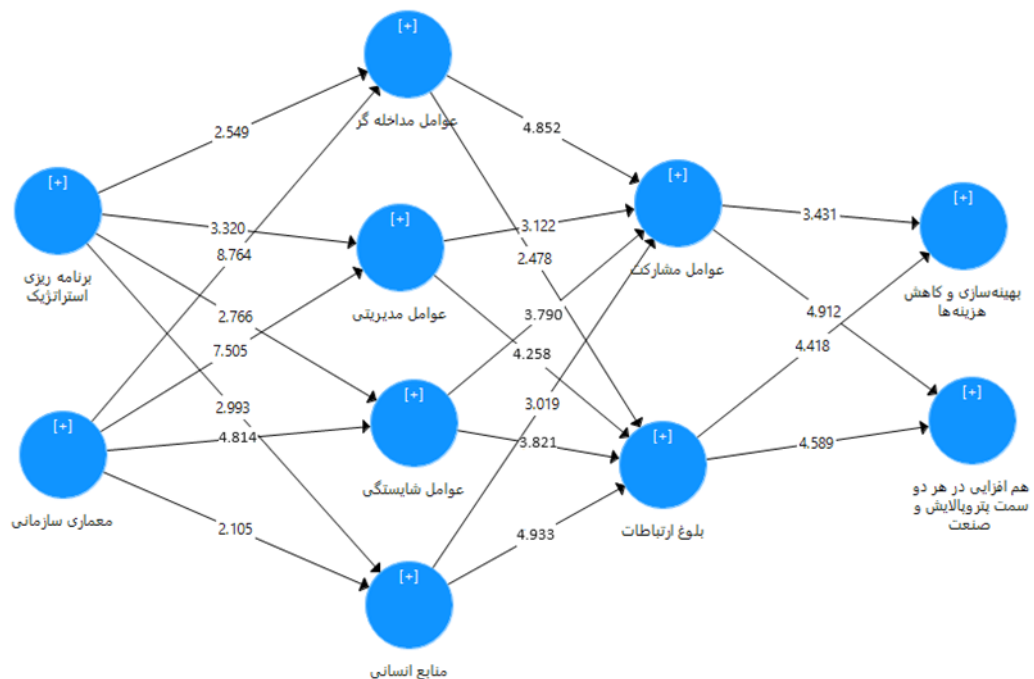 [+]
عوامل مداخله گر
2.549
4.852
[+]
برنامه ریزی
استراتژیک
3.320
8.764
[+]
عوامل مدیریتی
3.122
2.478
[+]
عوامل مشارکت
3.431
[+]
بهینه‌سازی و کاهش
هزینه‌ها
2.766
7.505
3.790
4.258
4.912
4.418
[+]
معماری سازمانی
2.993
4.814
[+]
عوامل شایستگی
3.019
3.821
[+]
بلوغ ارتباطات
4.589
[+]
هم افزایی در هر دو
سمت پتروپالایش و
صنعت
2.105
4.933
[+]
منابع انسانی